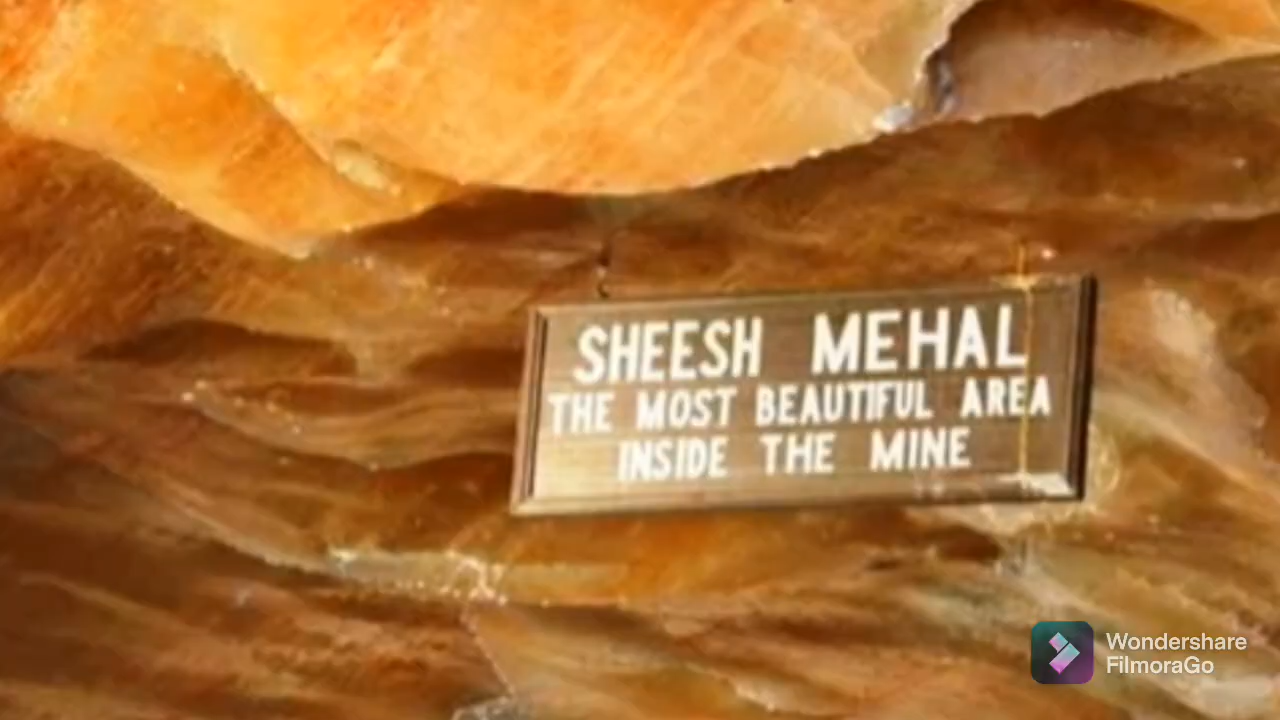 SHEESH MEHAL
THE MOST BEAUTIFUL AREA
INSIDE THE MINE
Wondershare
FilmoraGo